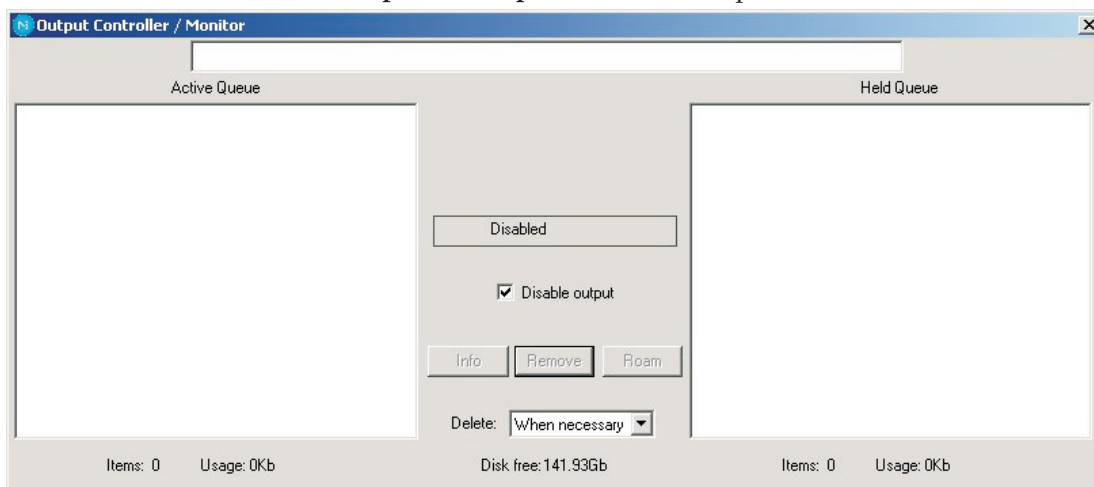 Output Controller / Monitor
Active Queue
Held Queue
Disabled
Disable output
Info Remove Roam
Delete: When necessary
Items: 0 Usage: 0Kb Disk free: 141.93Gb Items: 0 Usage: 0Kb